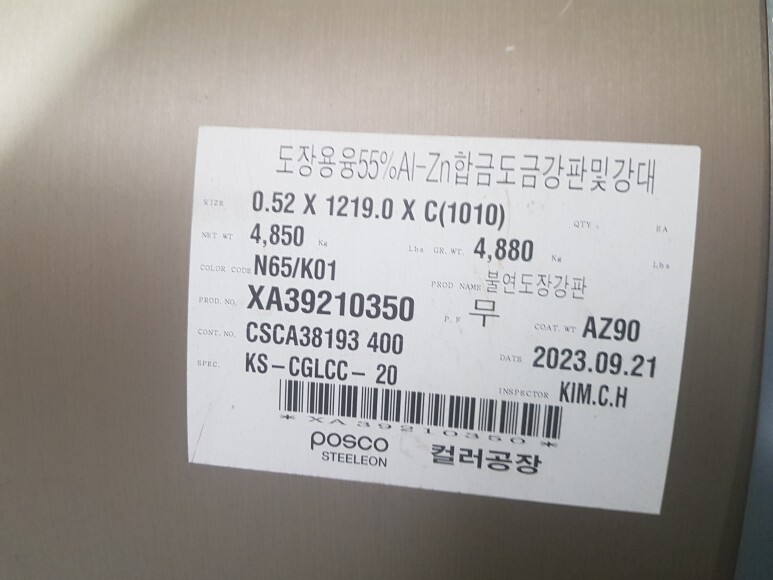 도장용융55%Al-Zn합금도금강판및강대
SIZE 0.52 X 1219.0 X C(1010) QTY. EA
NET WT 4,850 Kg Lbs GR. WT. 4,880 Kg Lbs
COLOR CODE N65/K01 PROD NAME 불연도장강판
PROD. NO. XA39210350 P. F 무 COAT. WT AZ90
CONT. NO. CSCA38193 400 DATE 2023.09.21
SPEC. KS-CGLCC- 20 INSPECTOR KIM.C.H
* XA39210350 *
posco
STEELEON 컬러공장